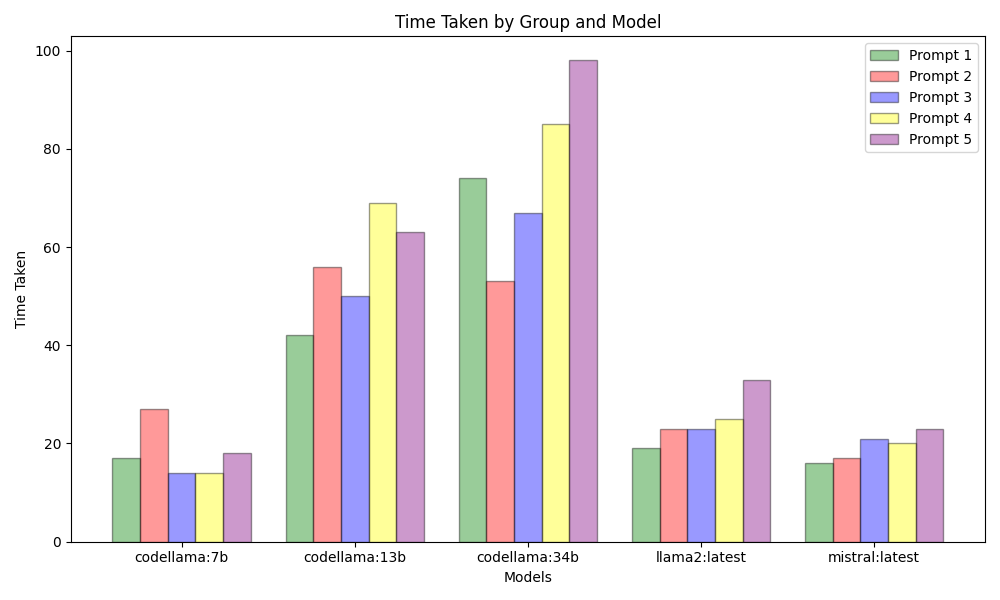 Time Taken by Group and Model
100
80
60
40
20
0
Time Taken
Prompt 1
Prompt 2
Prompt 3
Prompt 4
Prompt 5
codellama:7b
codellama:13b
codellama:34b
llama2:latest
mistral:latest
Models